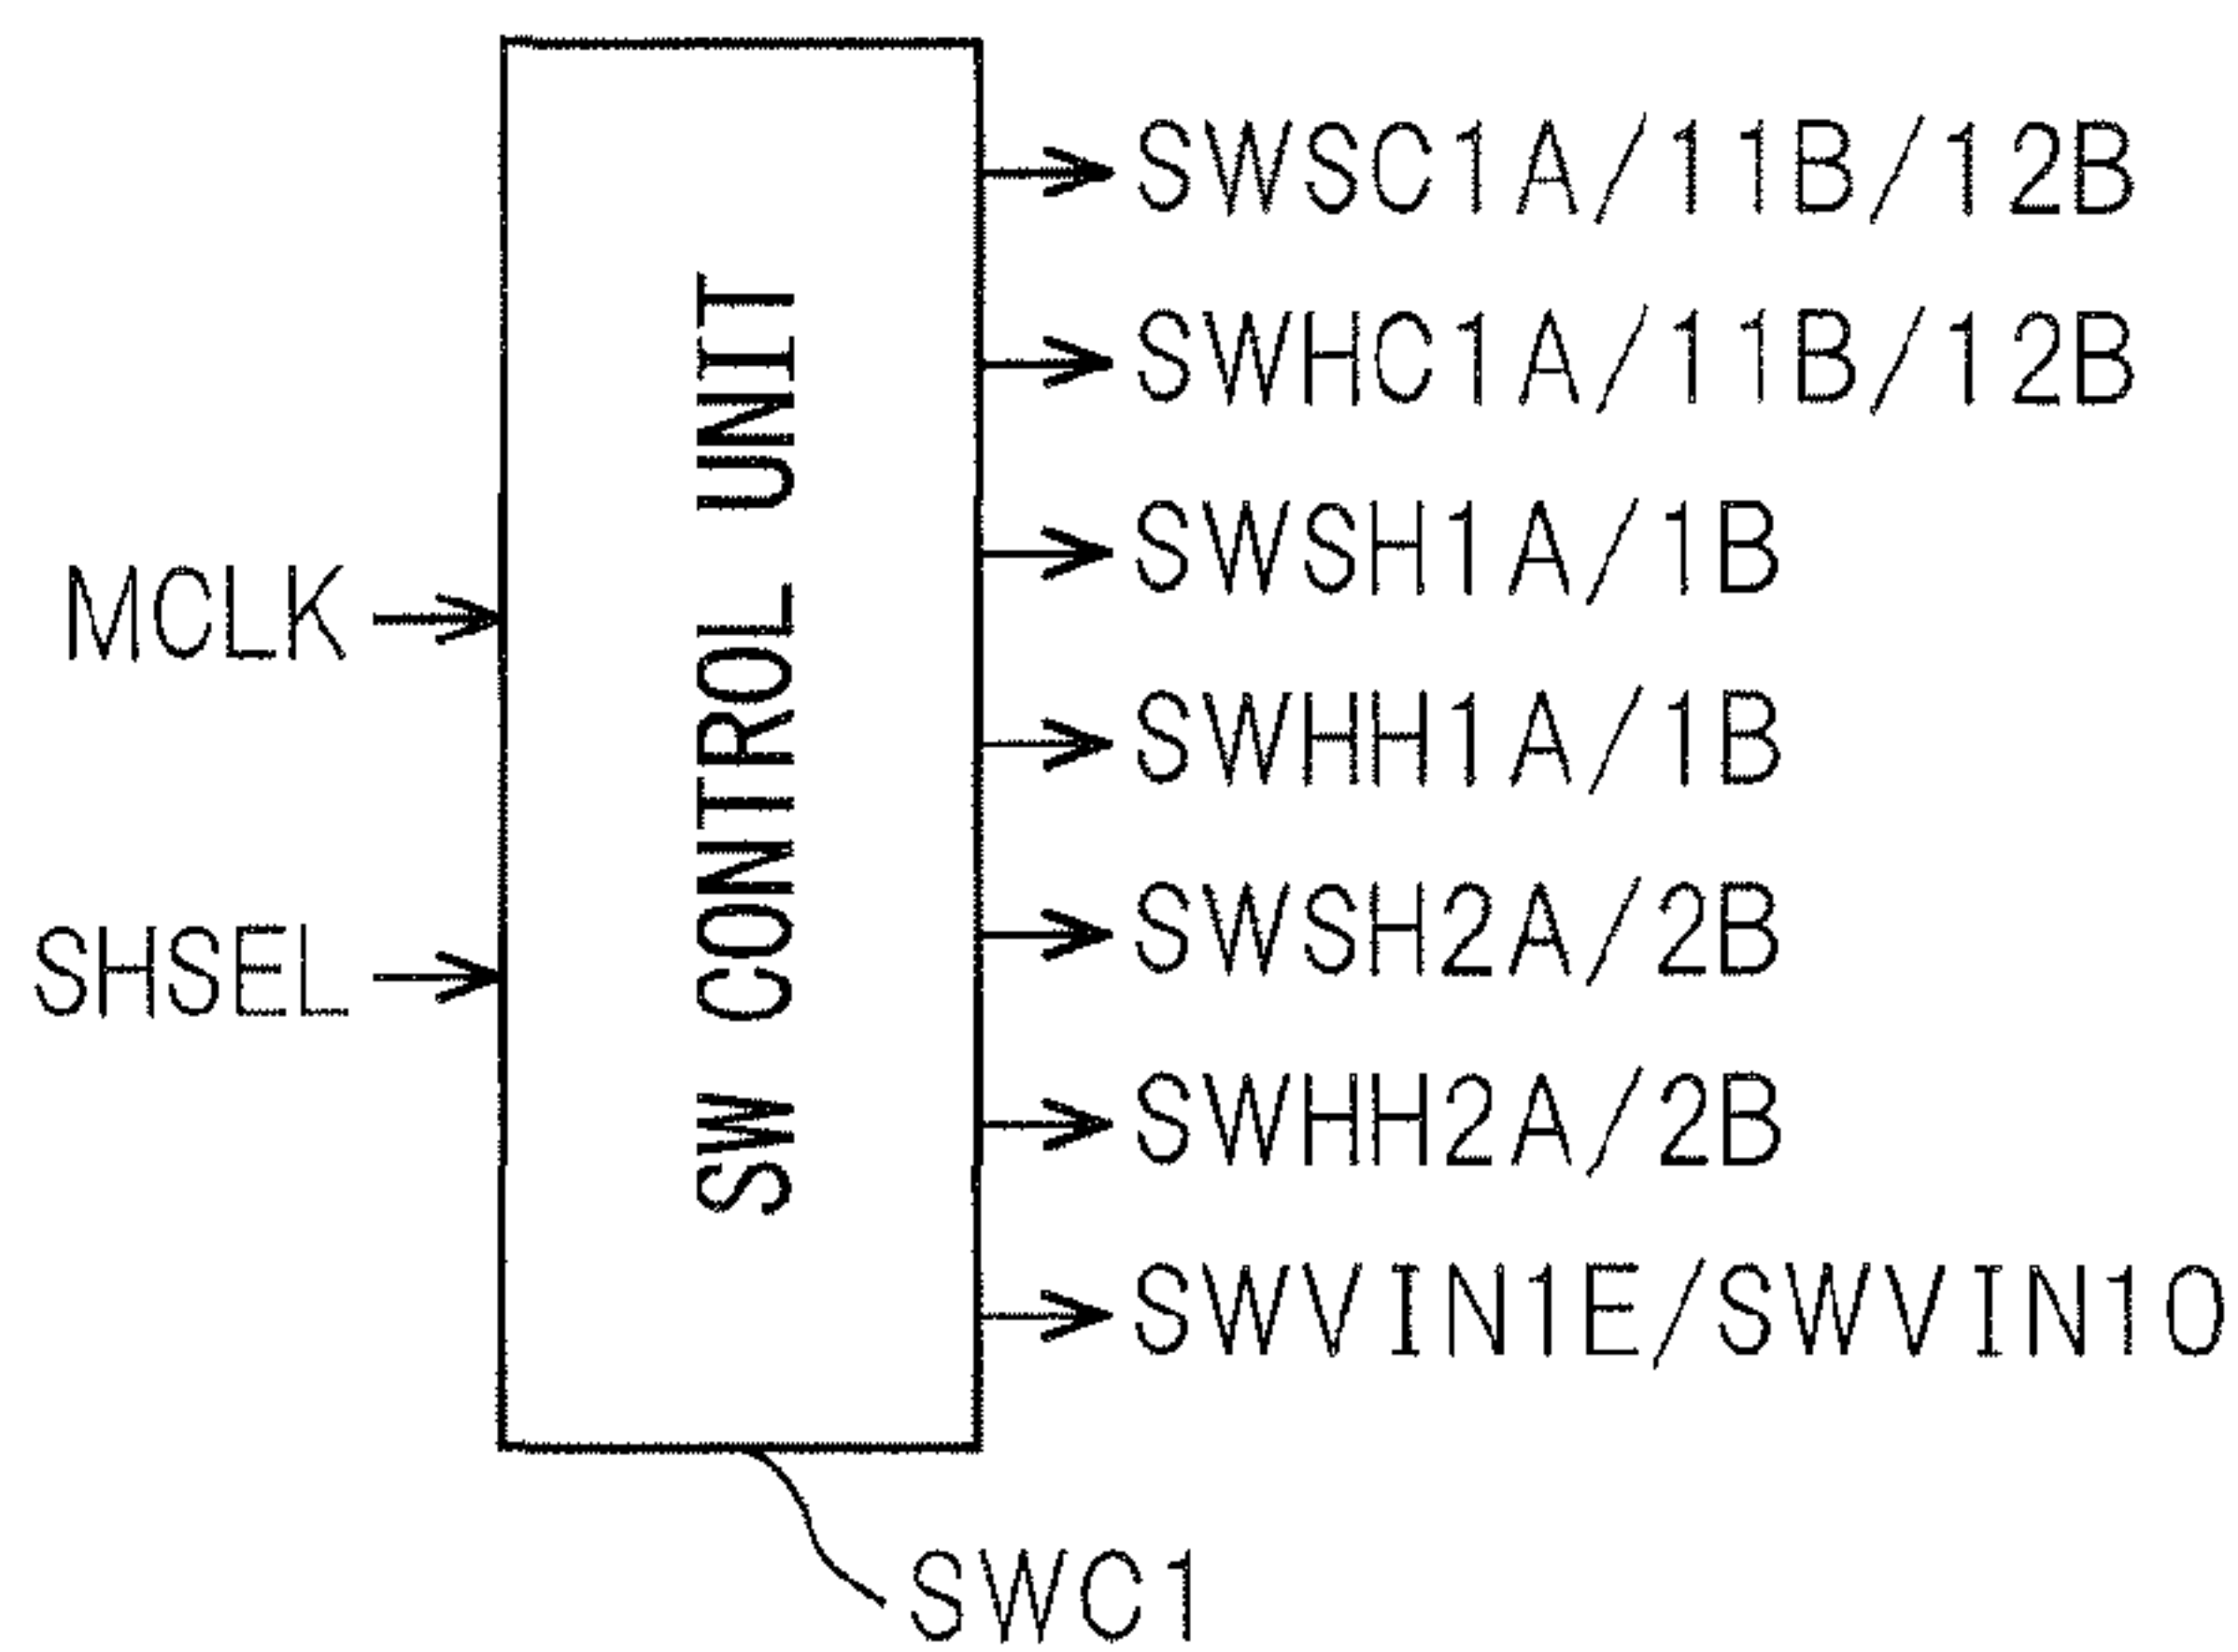 MCLK
SHSEL
SW CONTROL UNIT
SWSC1A/11B/12B
SWHC1A/11B/12B
SWSH1A/1B
SWHH1A/1B
SWSH2A/2B
SWHH2A/2B
SWVIN1E/SWVIN1O
SWC1